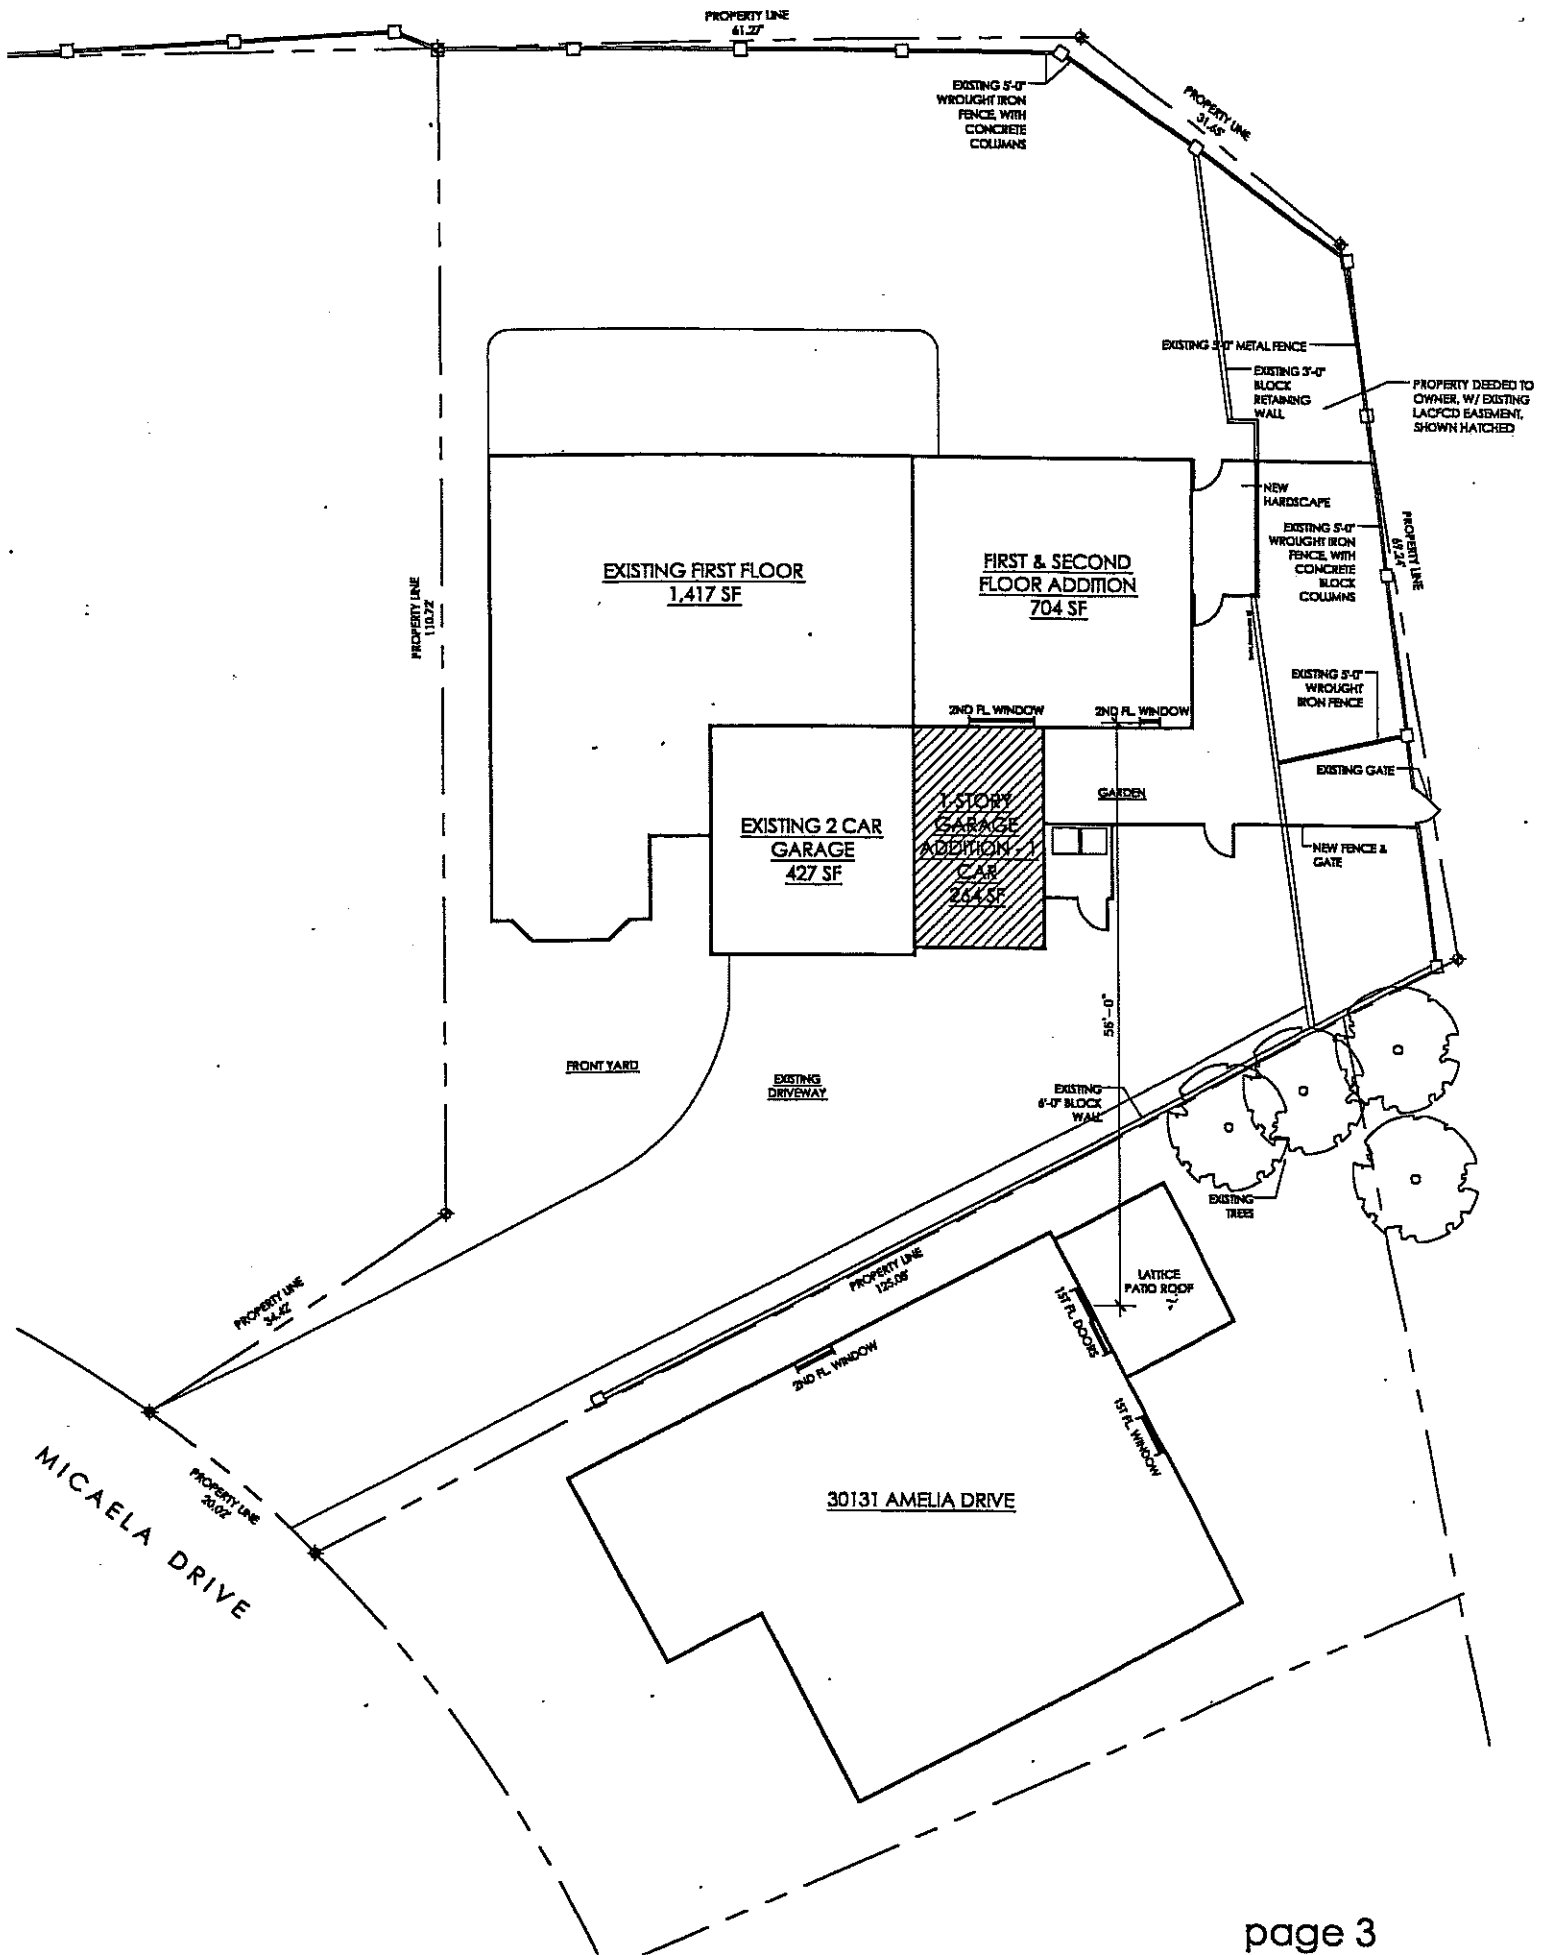 PROPERTY LINE
61.27'
EXISTING 5'-0"
WROUGHT IRON
FENCE, WITH
CONCRETE
COLUMNS
PROPERTY LINE
31.65'
EXISTING 5'-0" METAL FENCE
EXISTING 3'-0"
BLOCK
RETAINING
WALL
PROPERTY DEEDED TO
OWNER, W/ EXISTING
LACFCD EASEMENT,
SHOWN HATCHED
NEW
HARDSCAPE
EXISTING 5'-0"
WROUGHT IRON
FENCE, WITH
CONCRETE
BLOCK
COLUMNS
PROPERTY LINE
69.24'
EXISTING FIRST FLOOR
1,417 SF
FIRST & SECOND
FLOOR ADDITION
704 SF
PROPERTY LINE
110.72'
EXISTING 5'-0"
WROUGHT
IRON FENCE
2ND FL. WINDOW
2ND FL. WINDOW
EXISTING GATE
GARDEN
1-STORY
GARAGE
ADDITION - 1
CAR
264 SF
EXISTING 2 CAR
GARAGE
427 SF
NEW FENCE &
GATE
56'-0"
FRONT YARD
EXISTING
DRIVEWAY
EXISTING
6'-0" BLOCK
WALL
EXISTING
TREES
PROPERTY LINE
125.08'
LATTICE
PATIO ROOF
1ST FL. DOORS
PROPERTY LINE
34.42'
2ND FL. WINDOW
1ST FL. WINDOW
MICAELA DRIVE
PROPERTY LINE
20.02'
30131 AMELIA DRIVE
page 3